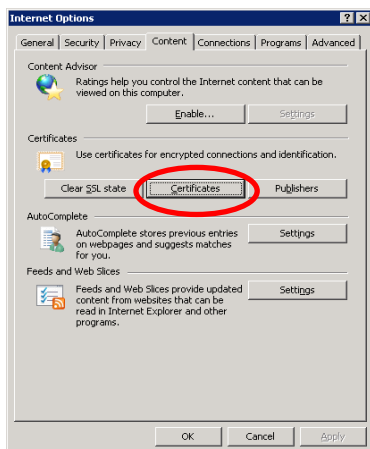 Internet Options
General Security Privacy Content Connections Programs Advanced
Content Advisor
Ratings help you control the Internet content that can be
viewed on this computer.
Enable... Settings
Certificates
Use certificates for encrypted connections and identification.
Clear SSL state Certificates Publishers
AutoComplete
AutoComplete stores previous entries
on webpages and suggests matches
for you.
Settings
Feeds and Web Slices
Feeds and Web Slices provide updated
content from websites that can be
read in Internet Explorer and other
programs.
Settings
OK Cancel Apply